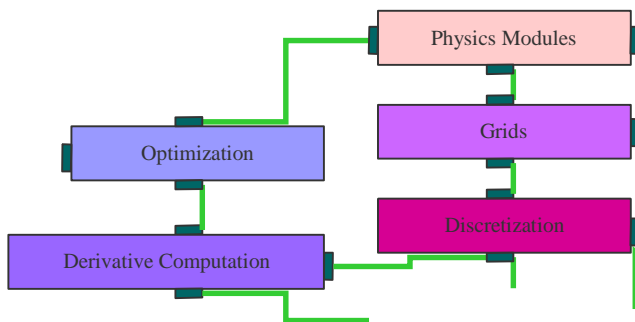 Physics Modules
Grids
Optimization
Discretization
Derivative Computation